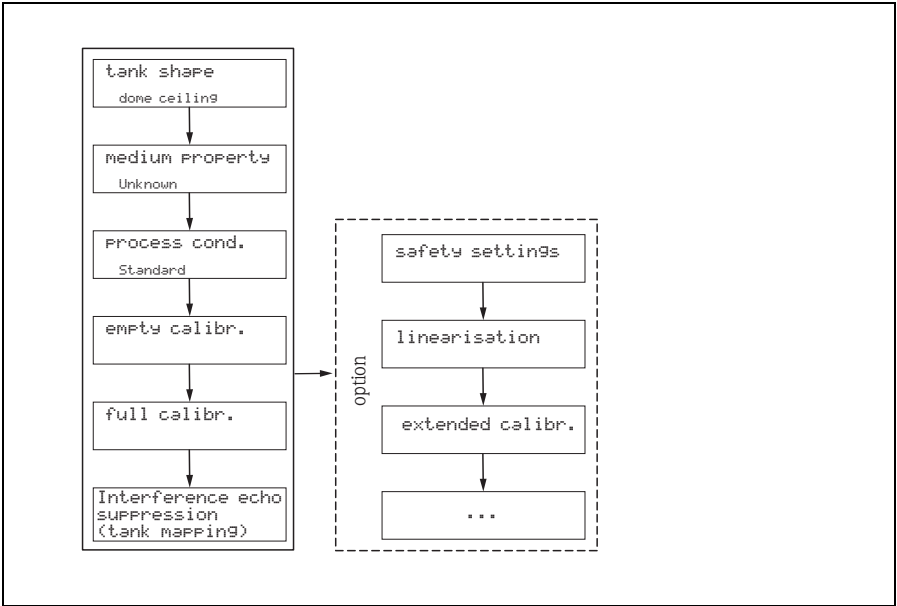 tank shape
dome ceiling
medium property
Unknown
process cond.
Standard
empty calibr.
full calibr.
Interference echo
suppression
(tank mapping)
option
safety settings
linearisation
extended calibr.
...